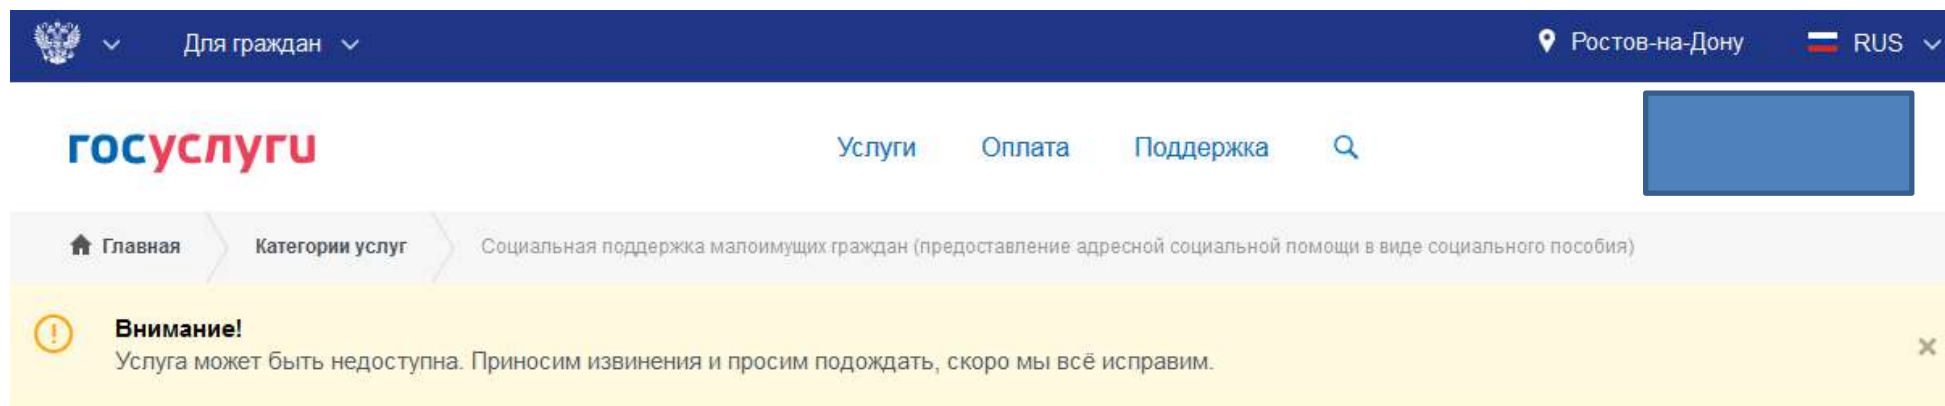 Для граждан
Ростов-на-Дону
RUS
госуслуги
Услуги
Оплата
Поддержка
Главная
Категории услуг
Социальная поддержка малоимущих граждан (предоставление адресной социальной помощи в виде социального пособия)
Внимание!
Услуга может быть недоступна. Приносим извинения и просим подождать, скоро мы всё исправим.